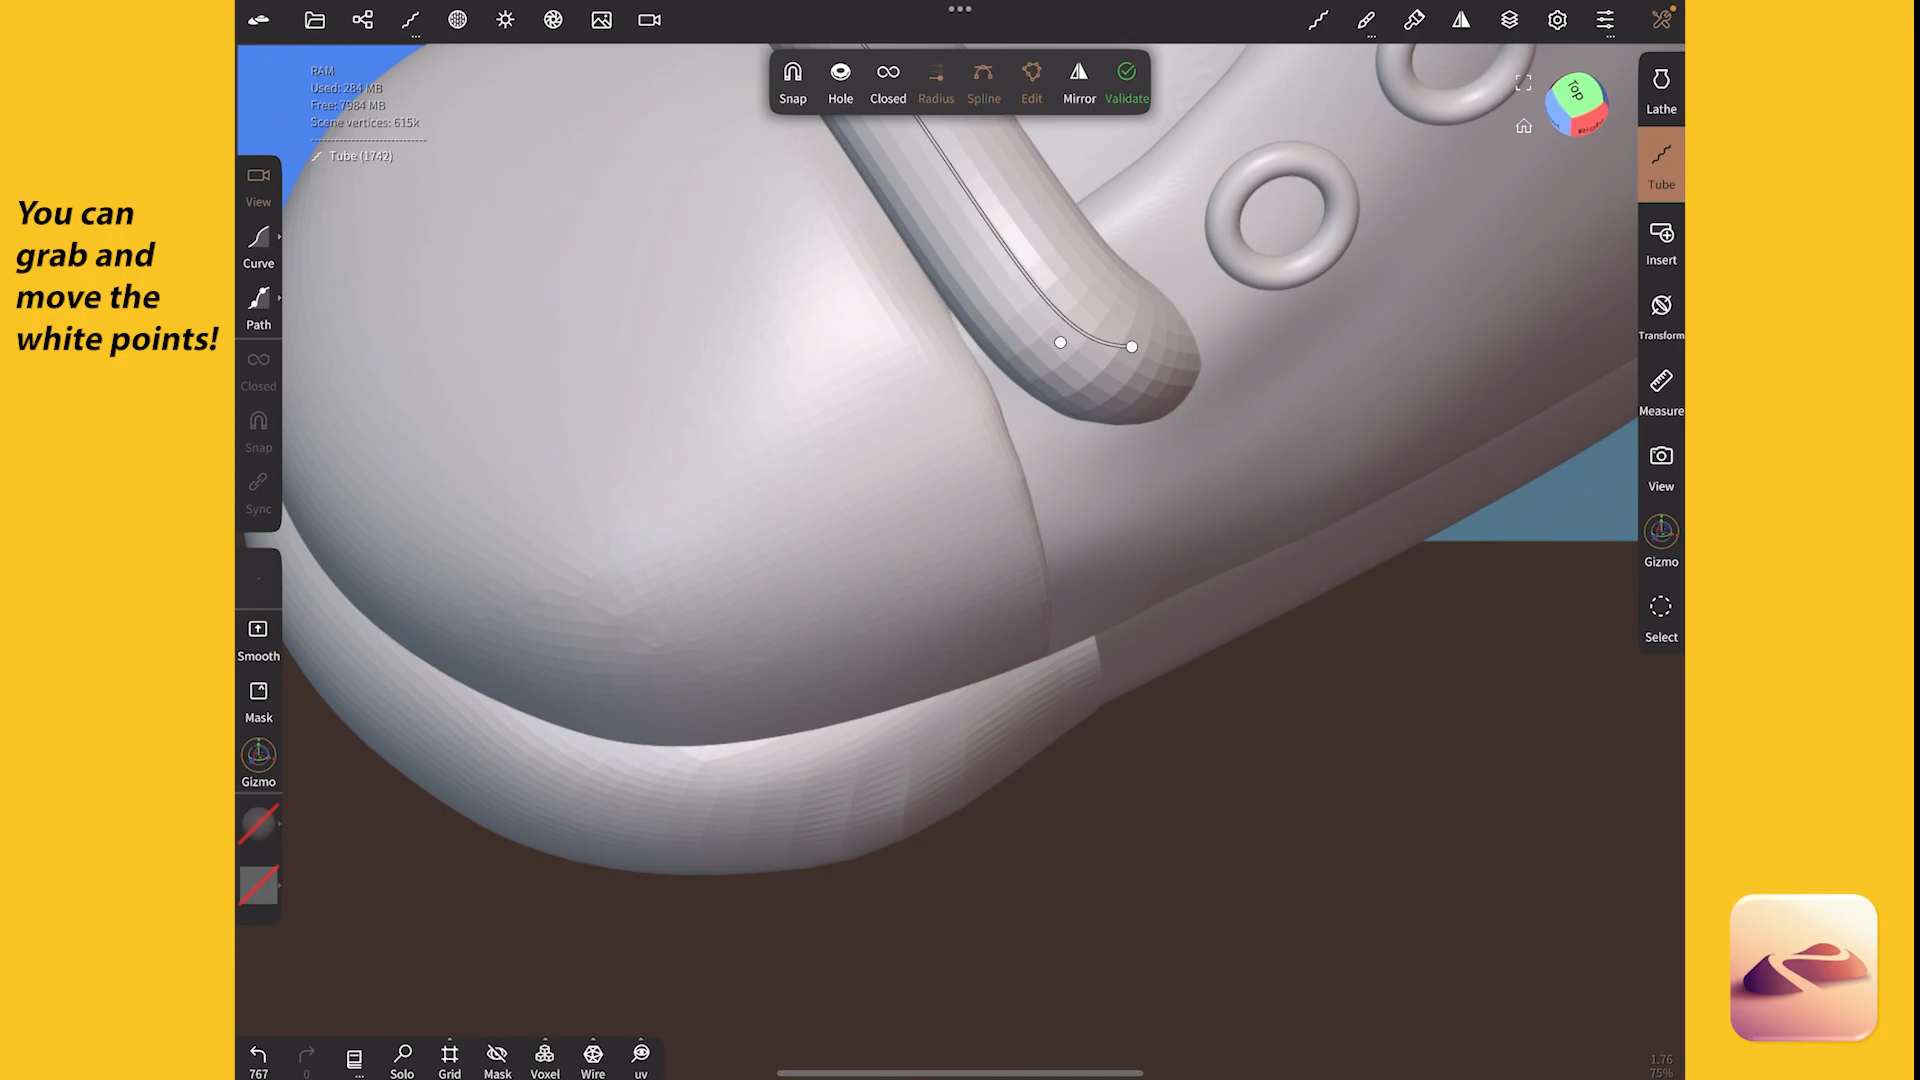 You can
grab and
move the
white points!
RAM
Used: 284 MB
Free: 7984 MB
Scene vertices: 615k
Tube (1742)
View
Curve
Path
Closed
Snap
Sync
Smooth
Mask
Gizmo
Snap
Hole
Closed
Radius
Spline
Edit
Mirror
Validate
Top
Right
Lathe
Tube
Insert
Transform
Measure
View
Gizmo
Select
767
0
Solo
Grid
Mask
Voxel
Wire
uv
1.76
75%